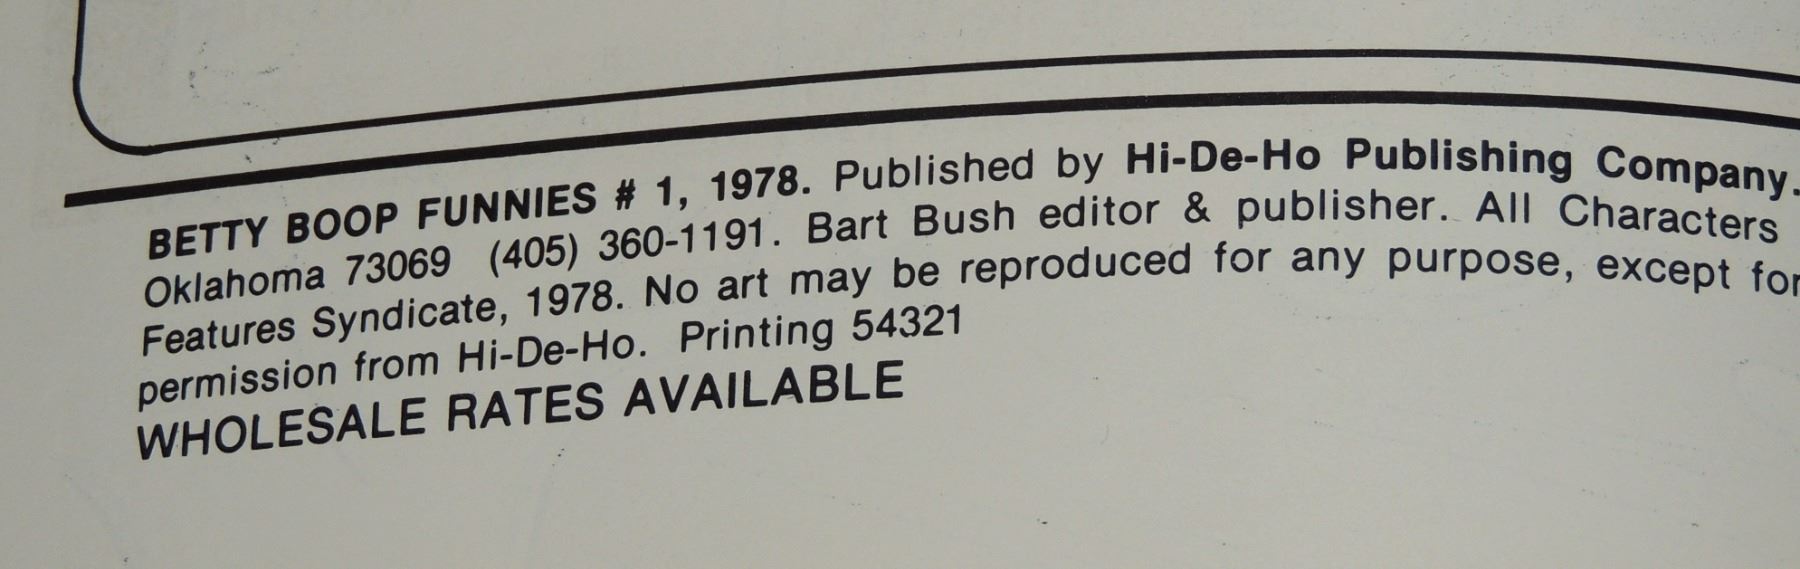 BETTY BOOP FUNNIES # 1, 1978. Published by Hi-De-Ho Publishing Company.
Oklahoma 73069 (405) 360-1191. Bart Bush editor & publisher. All Characters
Features Syndicate, 1978. No art may be reproduced for any purpose, except for
permission from Hi-De-Ho. Printing 54321
WHOLESALE RATES AVAILABLE